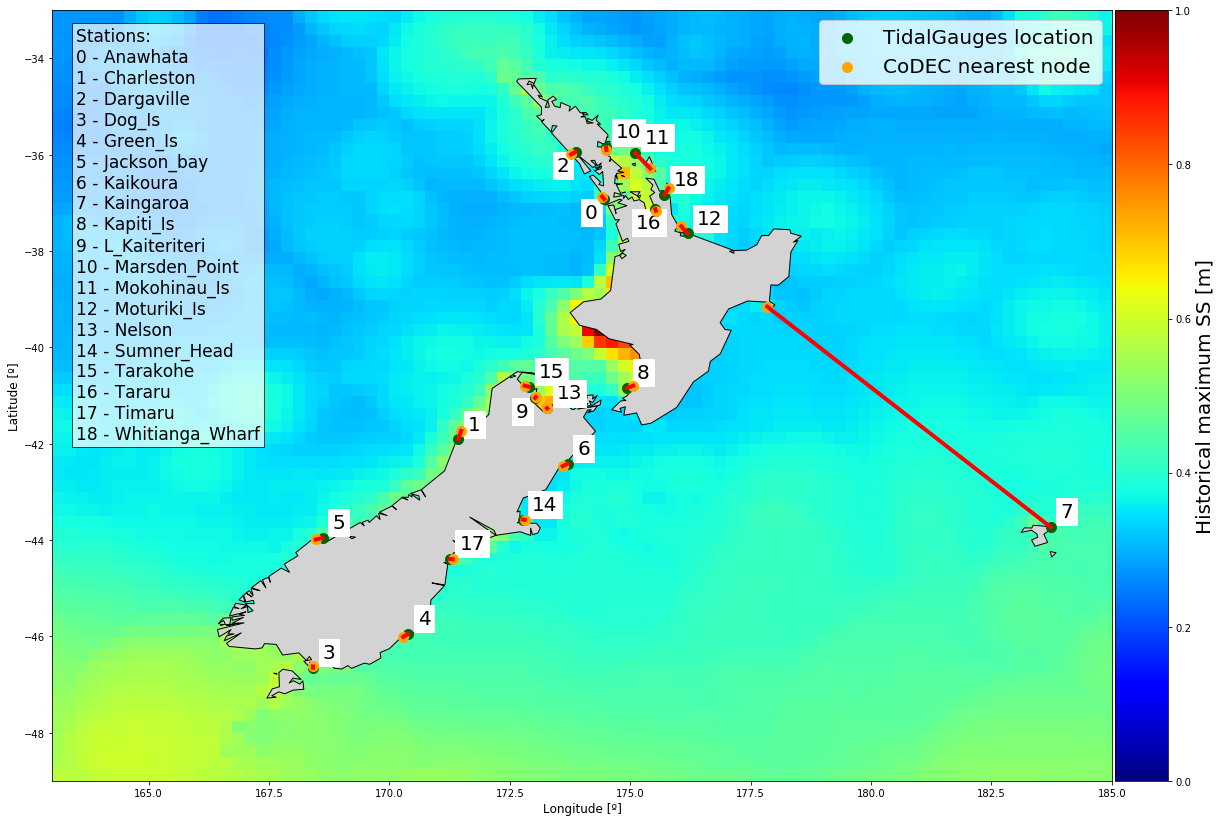 Stations:
0 - Anawhata
1 - Charleston
2 - Dargaville
3 - Dog_Is
4 - Green_Is
5 - Jackson_bay
6 - Kaikoura
7 - Kaingaroa
8 - Kapiti_Is
9 - L_Kaiteriteri
10 - Marsden_Point
11 - Mokohinau_Is
12 - Moturiki_Is
13 - Nelson
14 - Sumner_Head
15 - Tarakohe
16 - Tararu
17 - Timaru
18 - Whitianga_Wharf
TidalGauges location
CoDEC nearest node
10
11
2
18
0
16
12
15
8
13
9
1
6
7
14
5
17
4
3
−34
−36
−38
−40
−42
−44
−46
−48
Latitude [º]
165.0
167.5
170.0
172.5
175.0
177.5
180.0
182.5
185.0
Longitude [º]
1.0
0.8
0.6
0.4
0.2
0.0
Historical maximum SS [m]